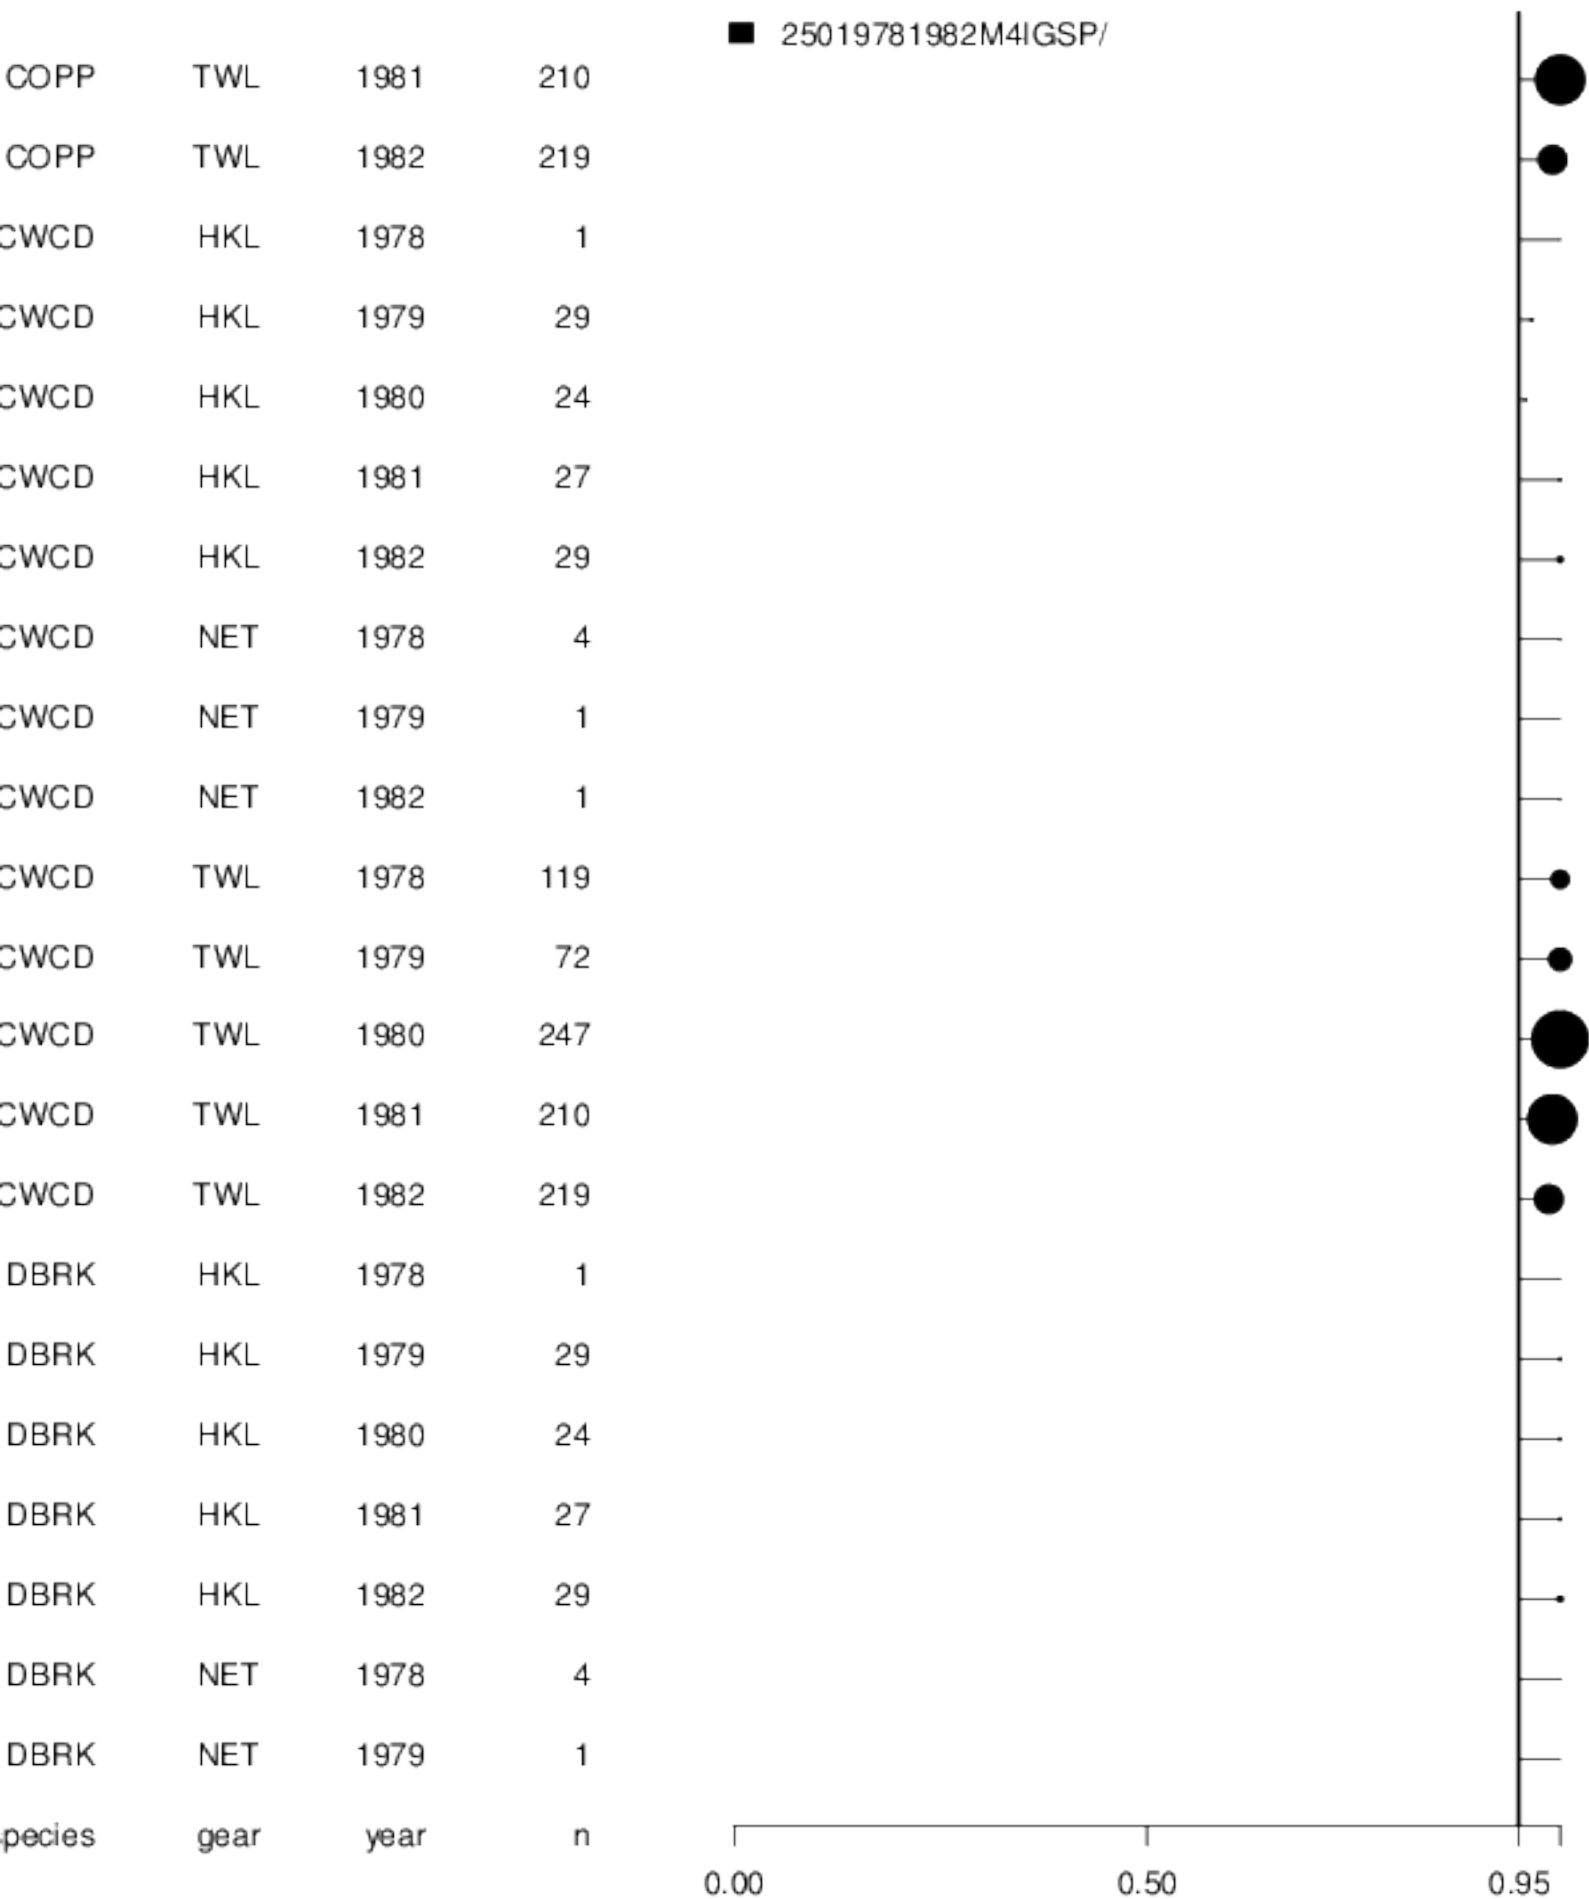 25019781982M4IGSP/
COPP TWL 1981 210
COPP TWL 1982 219
CWCD HKL 1978 1
CWCD HKL 1979 29
CWCD HKL 1980 24
CWCD HKL 1981 27
CWCD HKL 1982 29
CWCD NET 1978 4
CWCD NET 1979 1
CWCD NET 1982 1
CWCD TWL 1978 119
CWCD TWL 1979 72
CWCD TWL 1980 247
CWCD TWL 1981 210
CWCD TWL 1982 219
DBRK HKL 1978 1
DBRK HKL 1979 29
DBRK HKL 1980 24
DBRK HKL 1981 27
DBRK HKL 1982 29
DBRK NET 1978 4
DBRK NET 1979 1
pecies gear year n
0.00 0.50 0.95